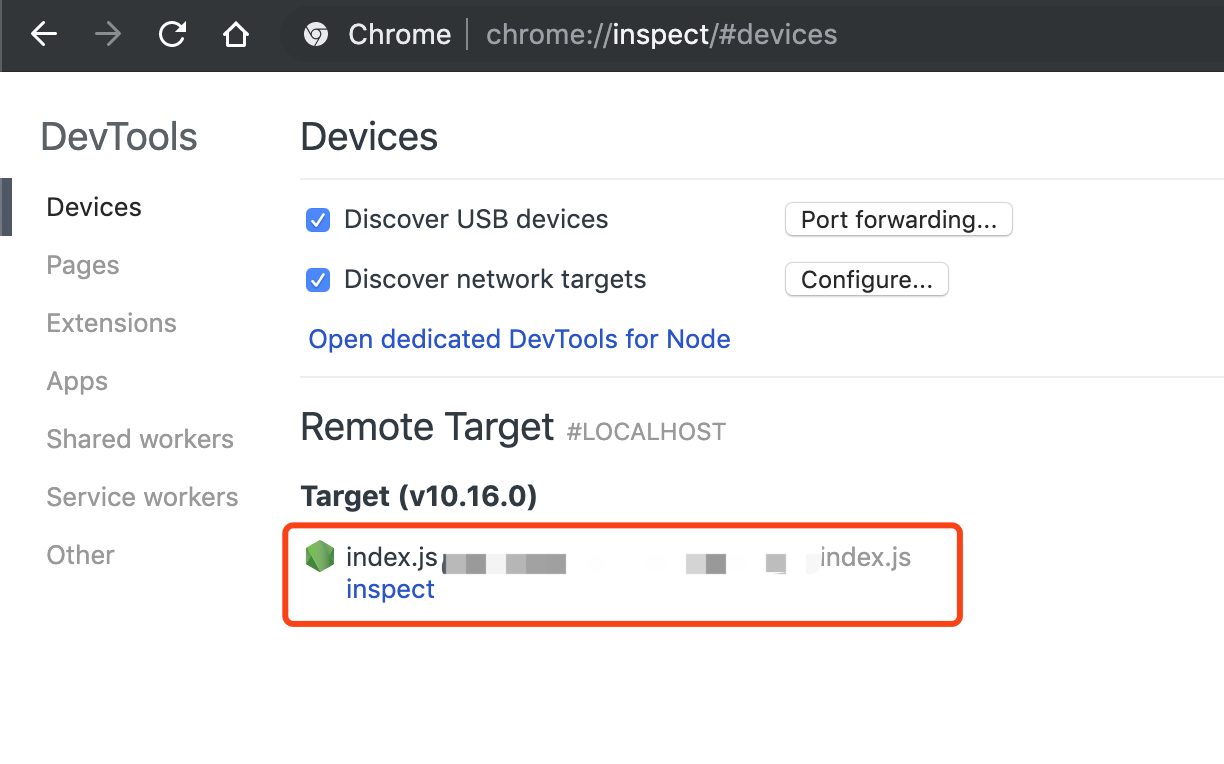 Chrome chrome://inspect/#devices
DevTools
Devices
Pages
Extensions
Apps
Shared workers
Service workers
Other
Devices
Discover USB devices Port forwarding...
Discover network targets Configure...
Open dedicated DevTools for Node
Remote Target #LOCALHOST
Target (v10.16.0)
index.js index.js
inspect